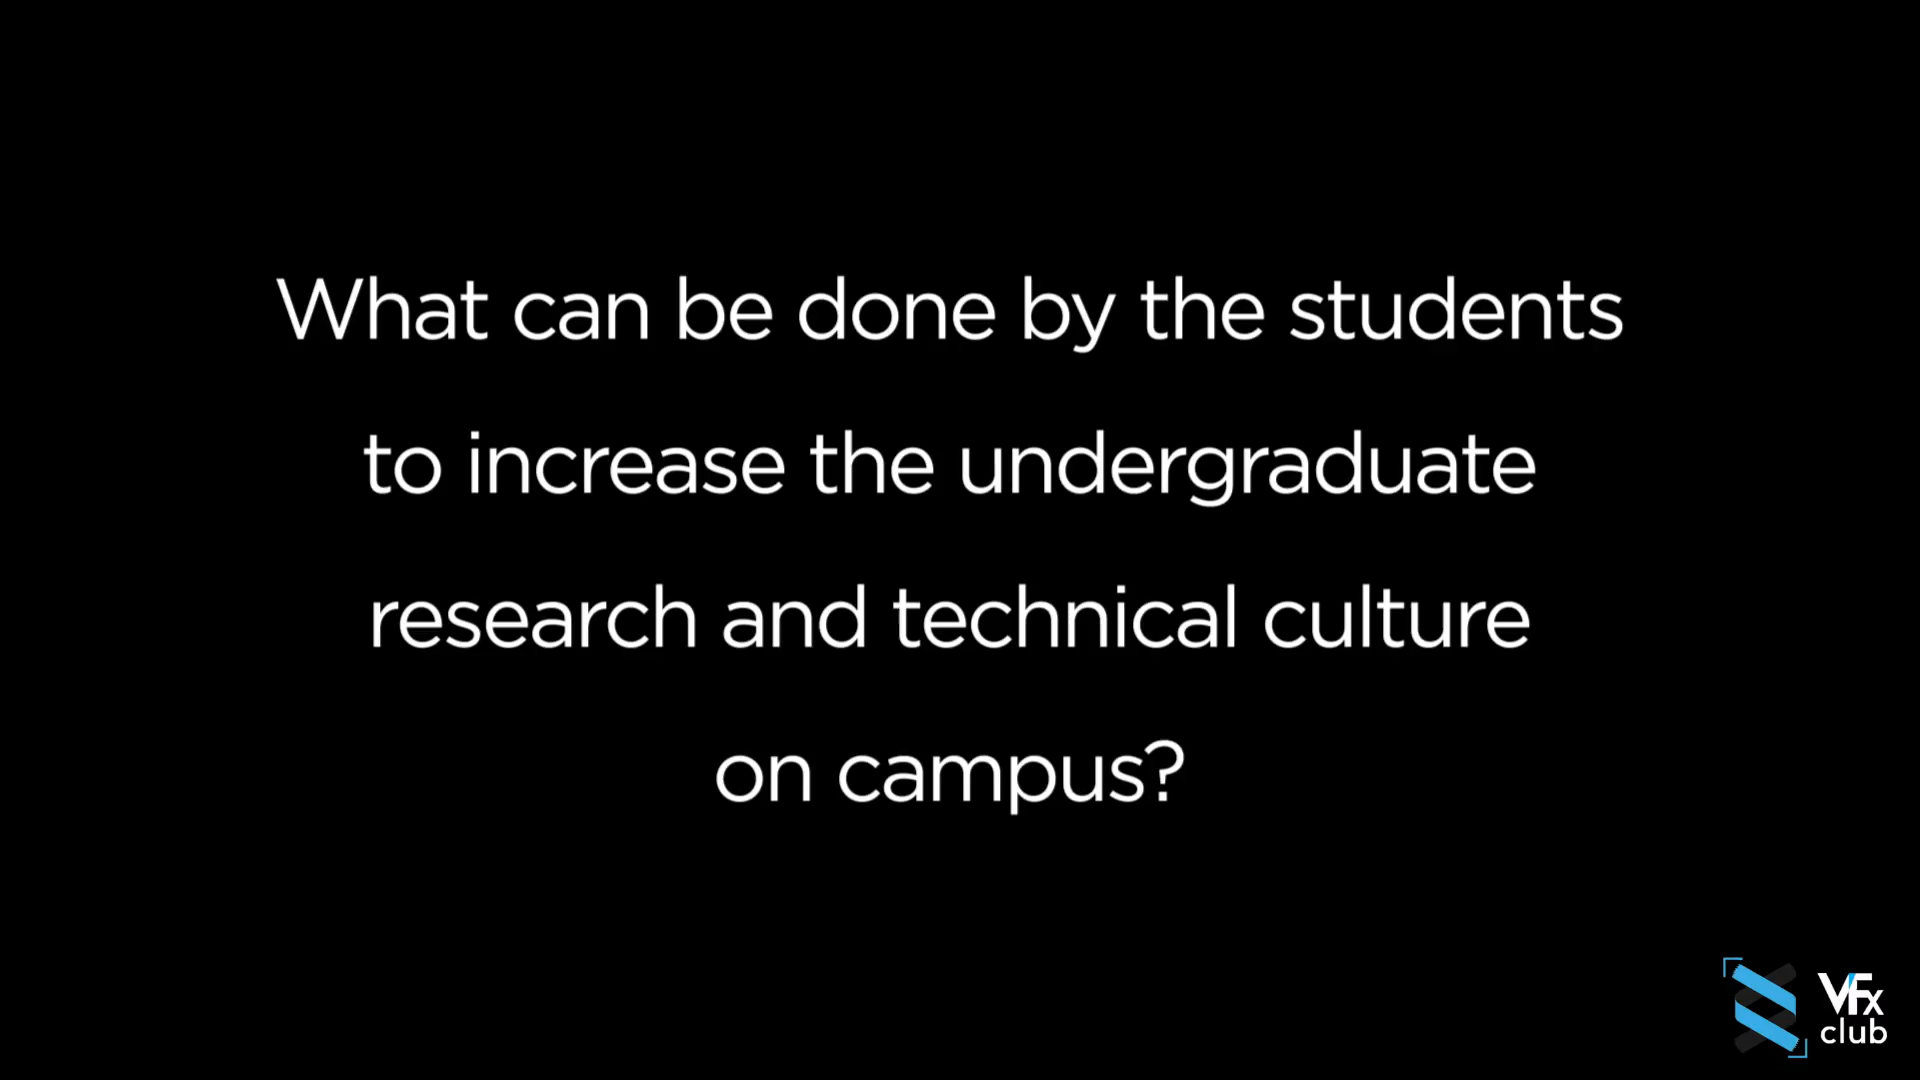 What can be done by the students
to increase the undergraduate
research and technical culture
on campus?
VFx
club